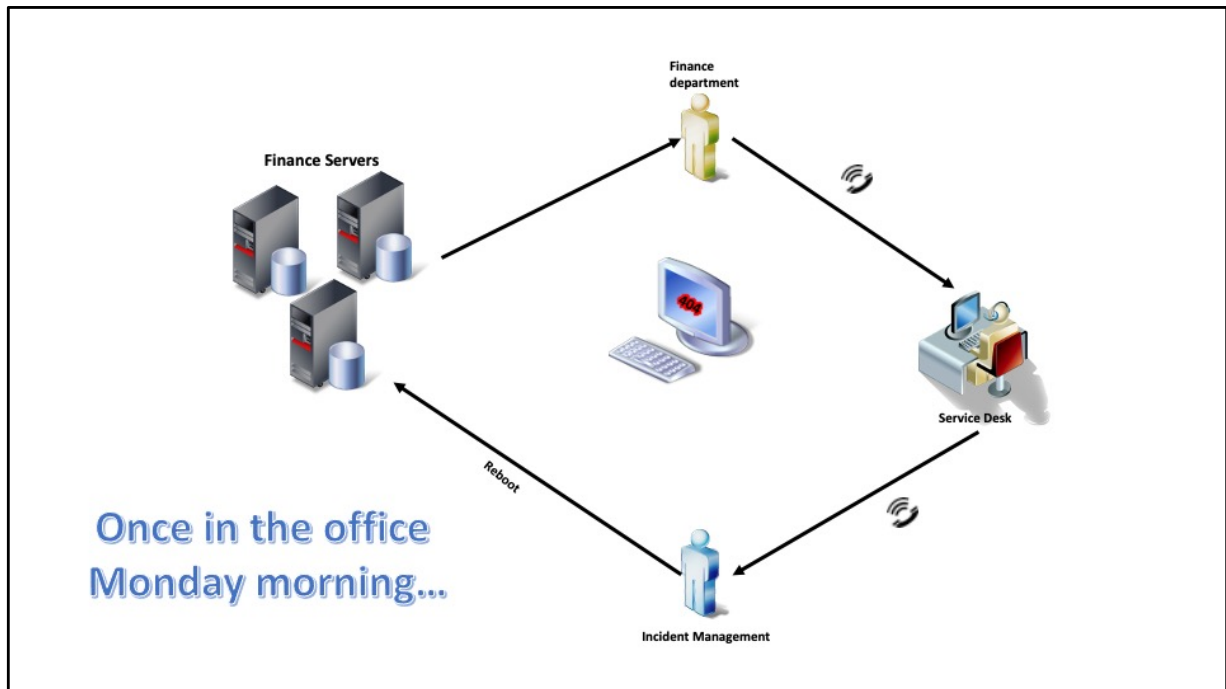 Finance
department
Finance Servers
404
Service Desk
Reboot
Once in the office
Monday morning...
Incident Management